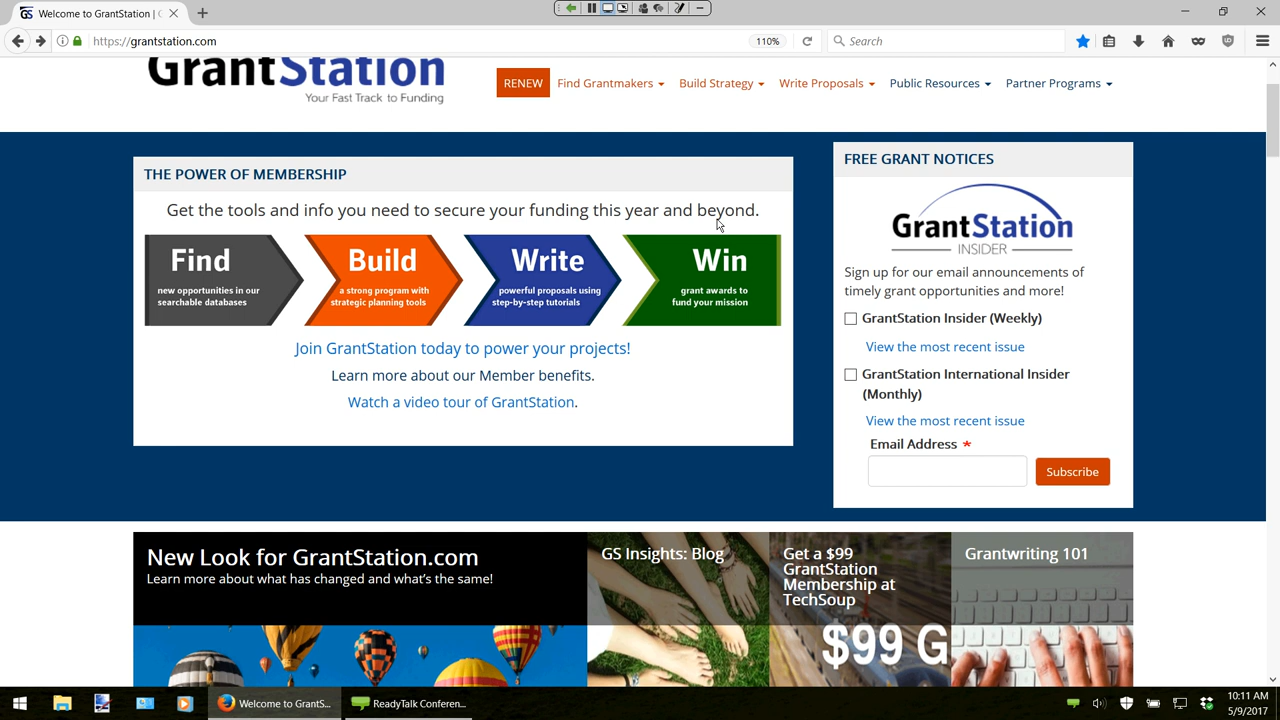 Welcome to GrantStation | G
https://grantstation.com
110%
Search
GrantStation
Your Fast Track to Funding
RENEW
Find Grantmakers
Build Strategy
Write Proposals
Public Resources
Partner Programs
THE POWER OF MEMBERSHIP
Get the tools and info you need to secure your funding this year and beyond.
Find
new opportunities in our
searchable databases
Build
a strong program with
strategic planning tools
Write
powerful proposals using
step-by-step tutorials
Win
grant awards to
fund your mission
Join GrantStation today to power your projects!
Learn more about our Member benefits.
Watch a video tour of GrantStation.
FREE GRANT NOTICES
GrantStation
INSIDER
Sign up for our email announcements of
timely grant opportunities and more!
GrantStation Insider (Weekly)
View the most recent issue
GrantStation International Insider
(Monthly)
View the most recent issue
Email Address *
Subscribe
New Look for GrantStation.com
Learn more about what has changed and what's the same!
GS Insights: Blog
Get a $99
GrantStation
Membership at
TechSoup
$99 G
Grantwriting 101
Welcome to GrantS...
ReadyTalk Conferen...
10:11 AM
5/9/2017